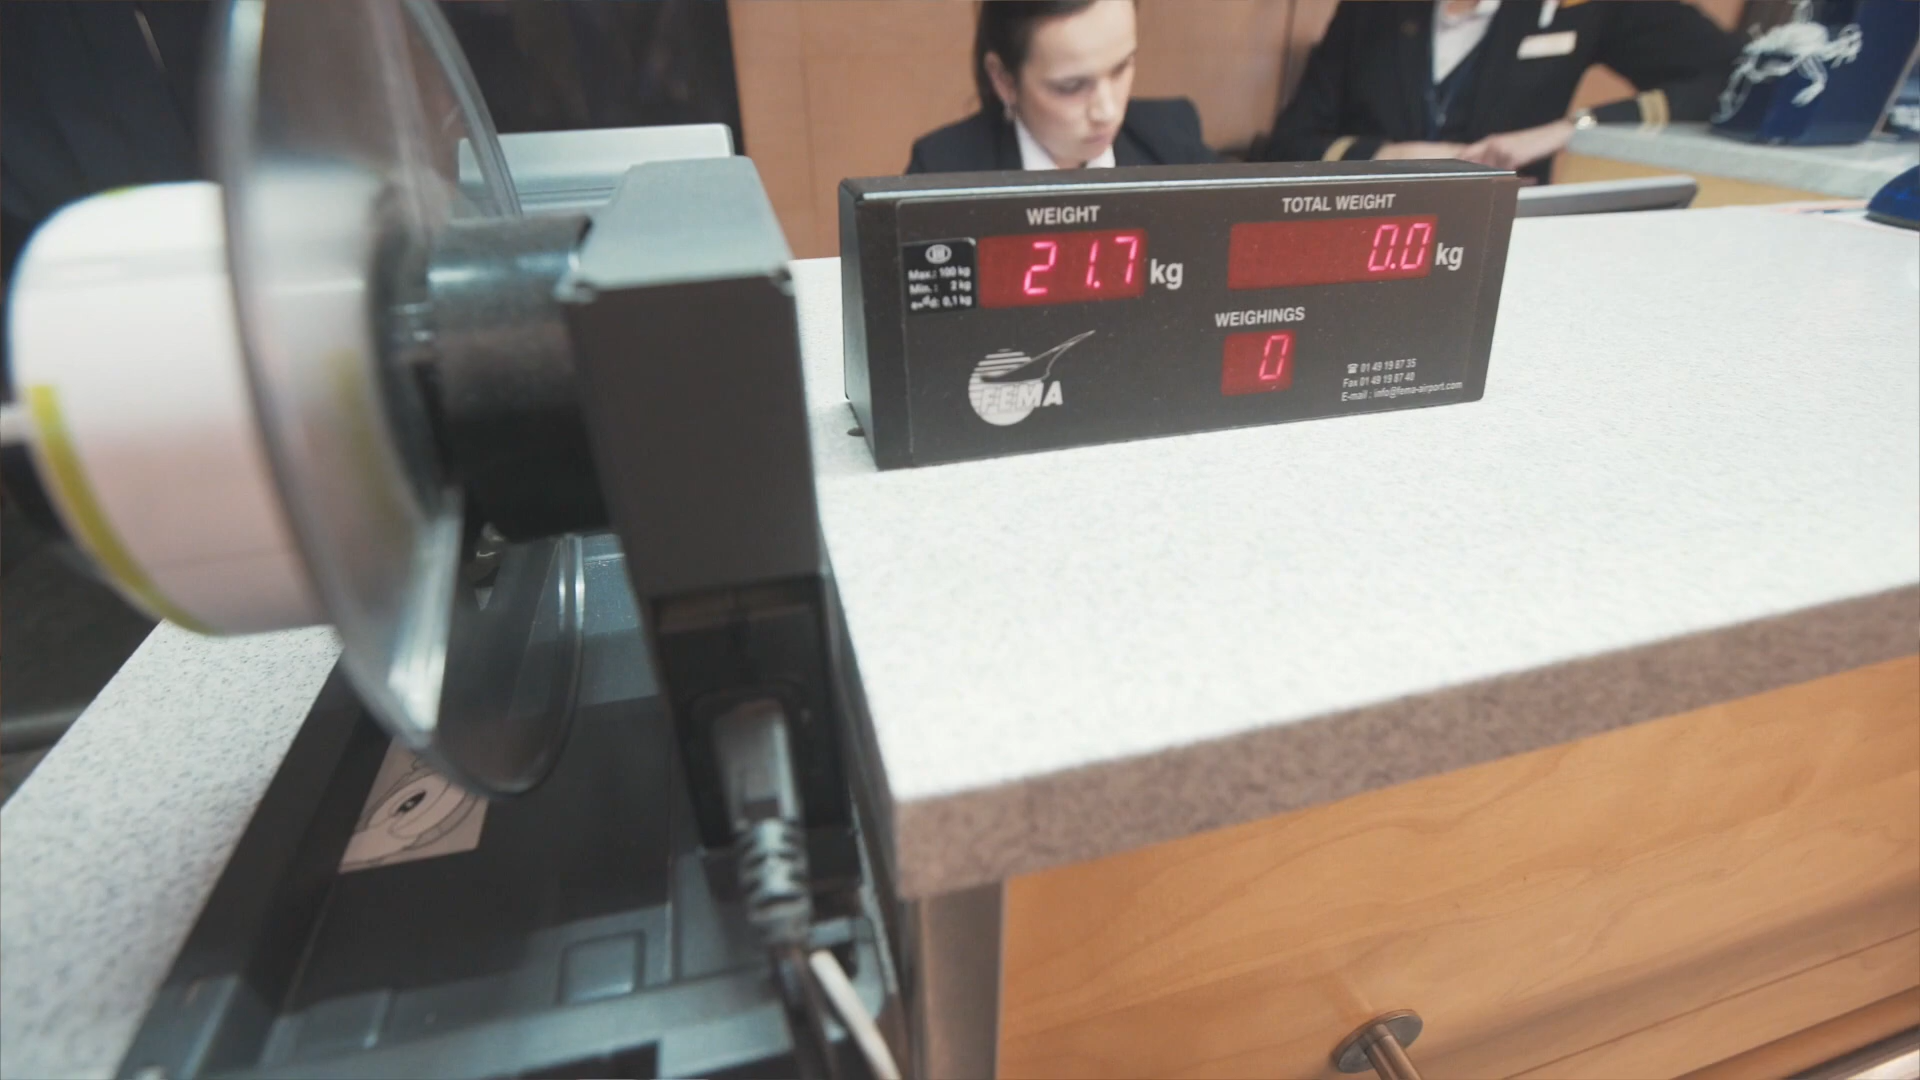 WEIGHT
21.7 kg
Max.: 100 kg
Min.: 2 kg
e=d: 0,1 kg
TOTAL WEIGHT
0.0 kg
WEIGHINGS
0
FEMA
☎ 01 49 19 87 35
Fax 01 49 19 87 40
E-mail : info@fema-airport.com